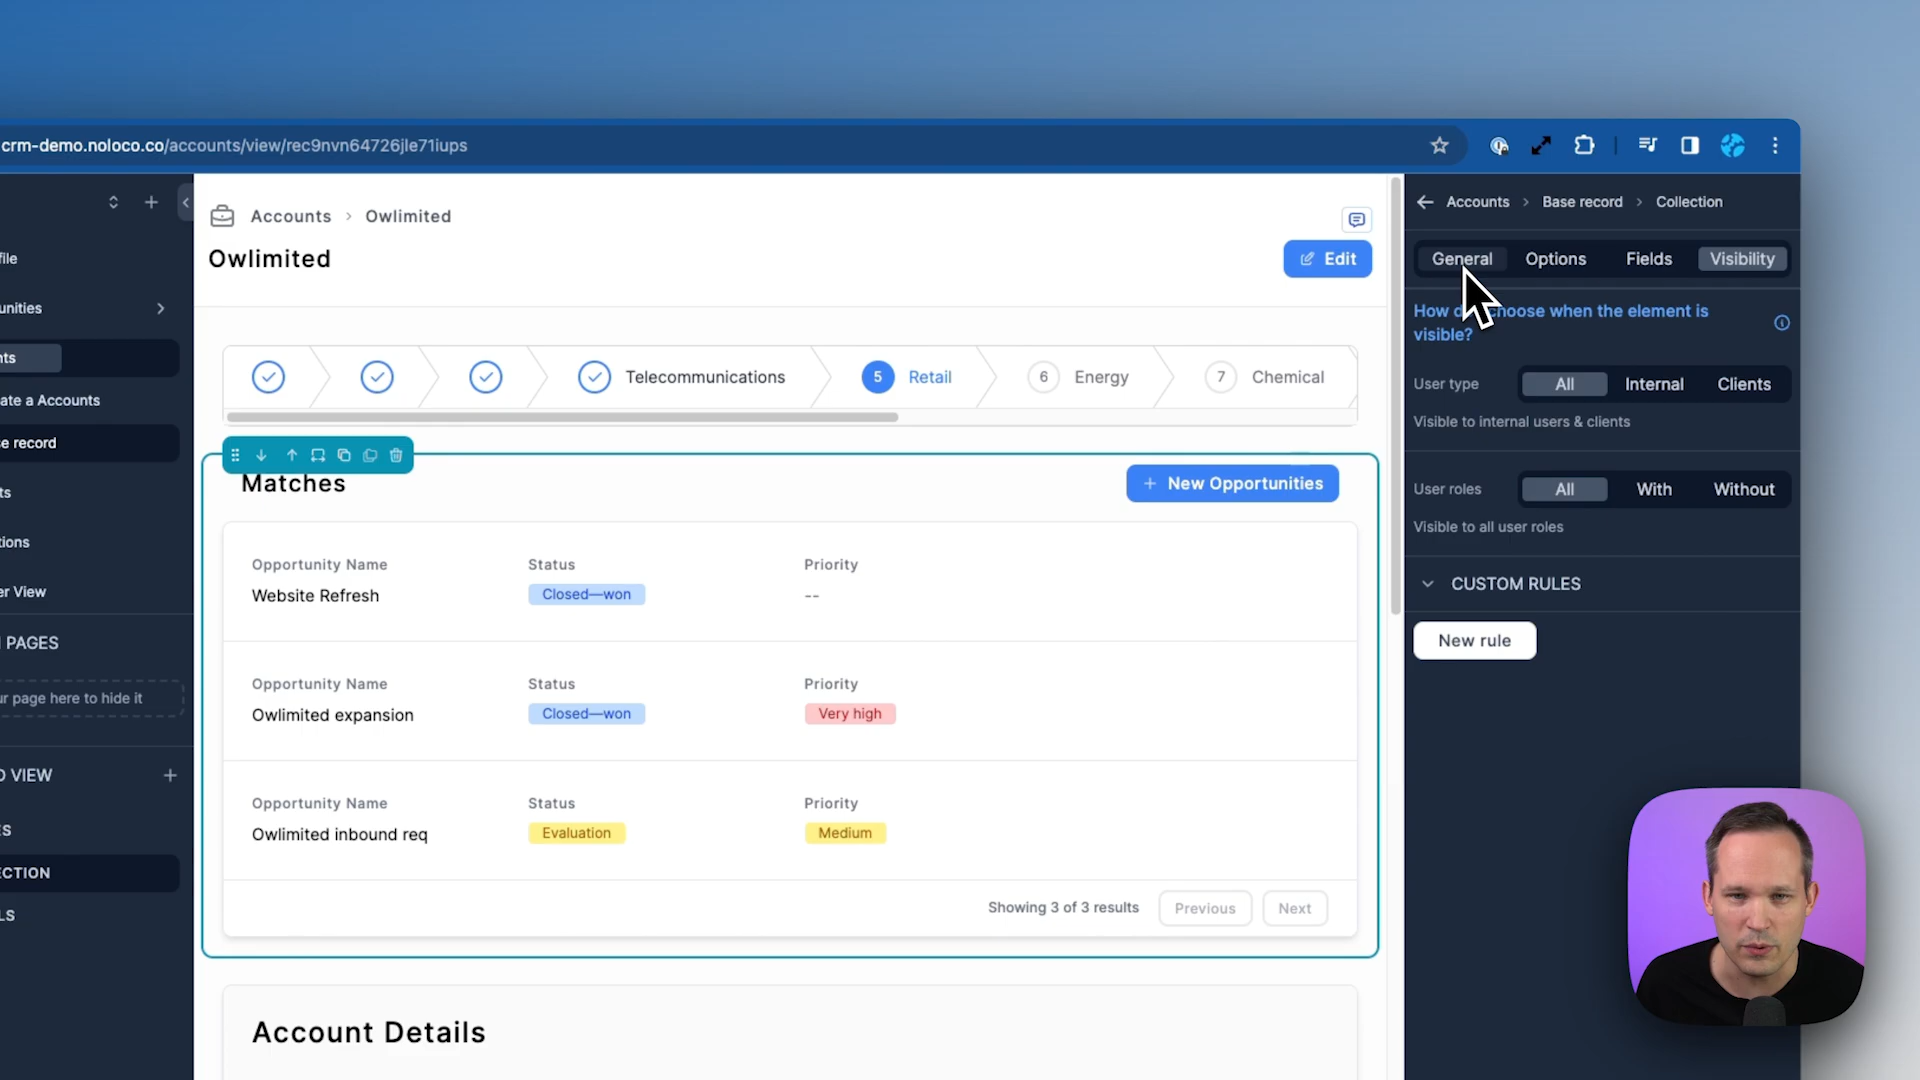 crm-demo.noloco.co/accounts/view/rec9nvn64726jle71iups
file
unities
nts
ate a Accounts
e record
ts
tions
er View
PAGES
ur page here to hide it
O VIEW
ES
ECTION
LS
Accounts › Owlimited
Owlimited
Edit
Telecommunications
5 Retail
6 Energy
7 Chemical
Matches
+ New Opportunities
Opportunity Name Status Priority
Website Refresh Closed—won --
Opportunity Name Status Priority
Owlimited expansion Closed—won Very high
Opportunity Name Status Priority
Owlimited inbound req Evaluation Medium
Showing 3 of 3 results Previous Next
Account Details
Accounts › Base record › Collection
General Options Fields Visibility
How d choose when the element is
visible?
User type All Internal Clients
Visible to internal users & clients
User roles All With Without
Visible to all user roles
CUSTOM RULES
New rule